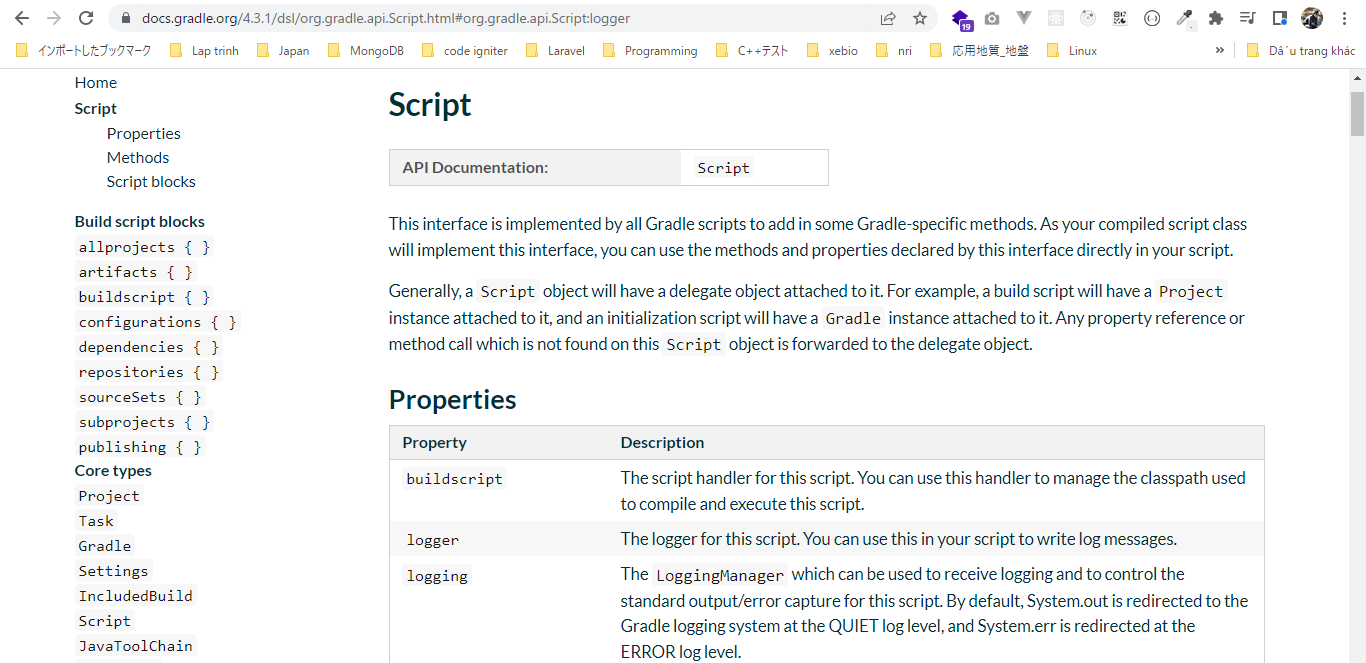 docs.gradle.org/4.3.1/dsl/org.gradle.api.Script.html#org.gradle.api.Script:logger
19
インポートしたブックマーク
Lap trinh
Japan
MongoDB
code igniter
Laravel
Programming
C++テスト
xebio
nri
応用地質_地盤
Linux
»
Dấu trang khác
Home
Script
Properties
Methods
Script blocks
Build script blocks
allprojects { }
artifacts { }
buildscript { }
configurations { }
dependencies { }
repositories { }
sourceSets { }
subprojects { }
publishing { }
Core types
Project
Task
Gradle
Settings
IncludedBuild
Script
JavaToolChain
Script
API Documentation: Script
This interface is implemented by all Gradle scripts to add in some Gradle-specific methods. As your compiled script class
will implement this interface, you can use the methods and properties declared by this interface directly in your script.
Generally, a Script object will have a delegate object attached to it. For example, a build script will have a Project
instance attached to it, and an initialization script will have a Gradle instance attached to it. Any property reference or
method call which is not found on this Script object is forwarded to the delegate object.
Properties
Property Description
buildscript The script handler for this script. You can use this handler to manage the classpath used
to compile and execute this script.
logger The logger for this script. You can use this in your script to write log messages.
logging The LoggingManager which can be used to receive logging and to control the
standard output/error capture for this script. By default, System.out is redirected to the
Gradle logging system at the QUIET log level, and System.err is redirected at the
ERROR log level.